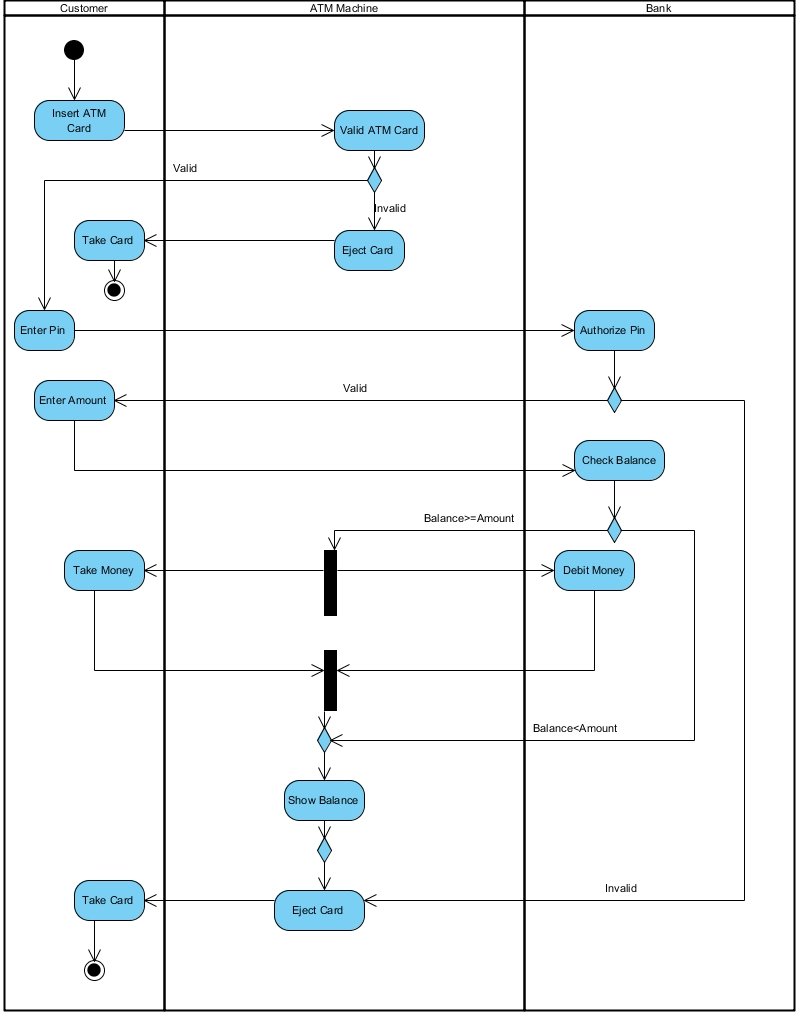 Customer
ATM Machine
Bank
Insert ATM
Card
Valid ATM Card
Valid
Invalid
Take Card
Eject Card
Enter Pin
Authorize Pin
Valid
Enter Amount
Check Balance
Balance>=Amount
Take Money
Debit Money
Balance<Amount
Show Balance
Invalid
Take Card
Eject Card